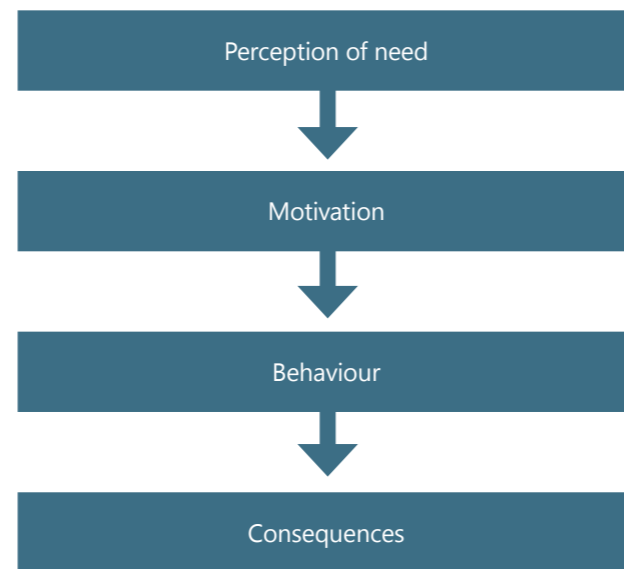 Perception of need
Motivation
Behaviour
Consequences